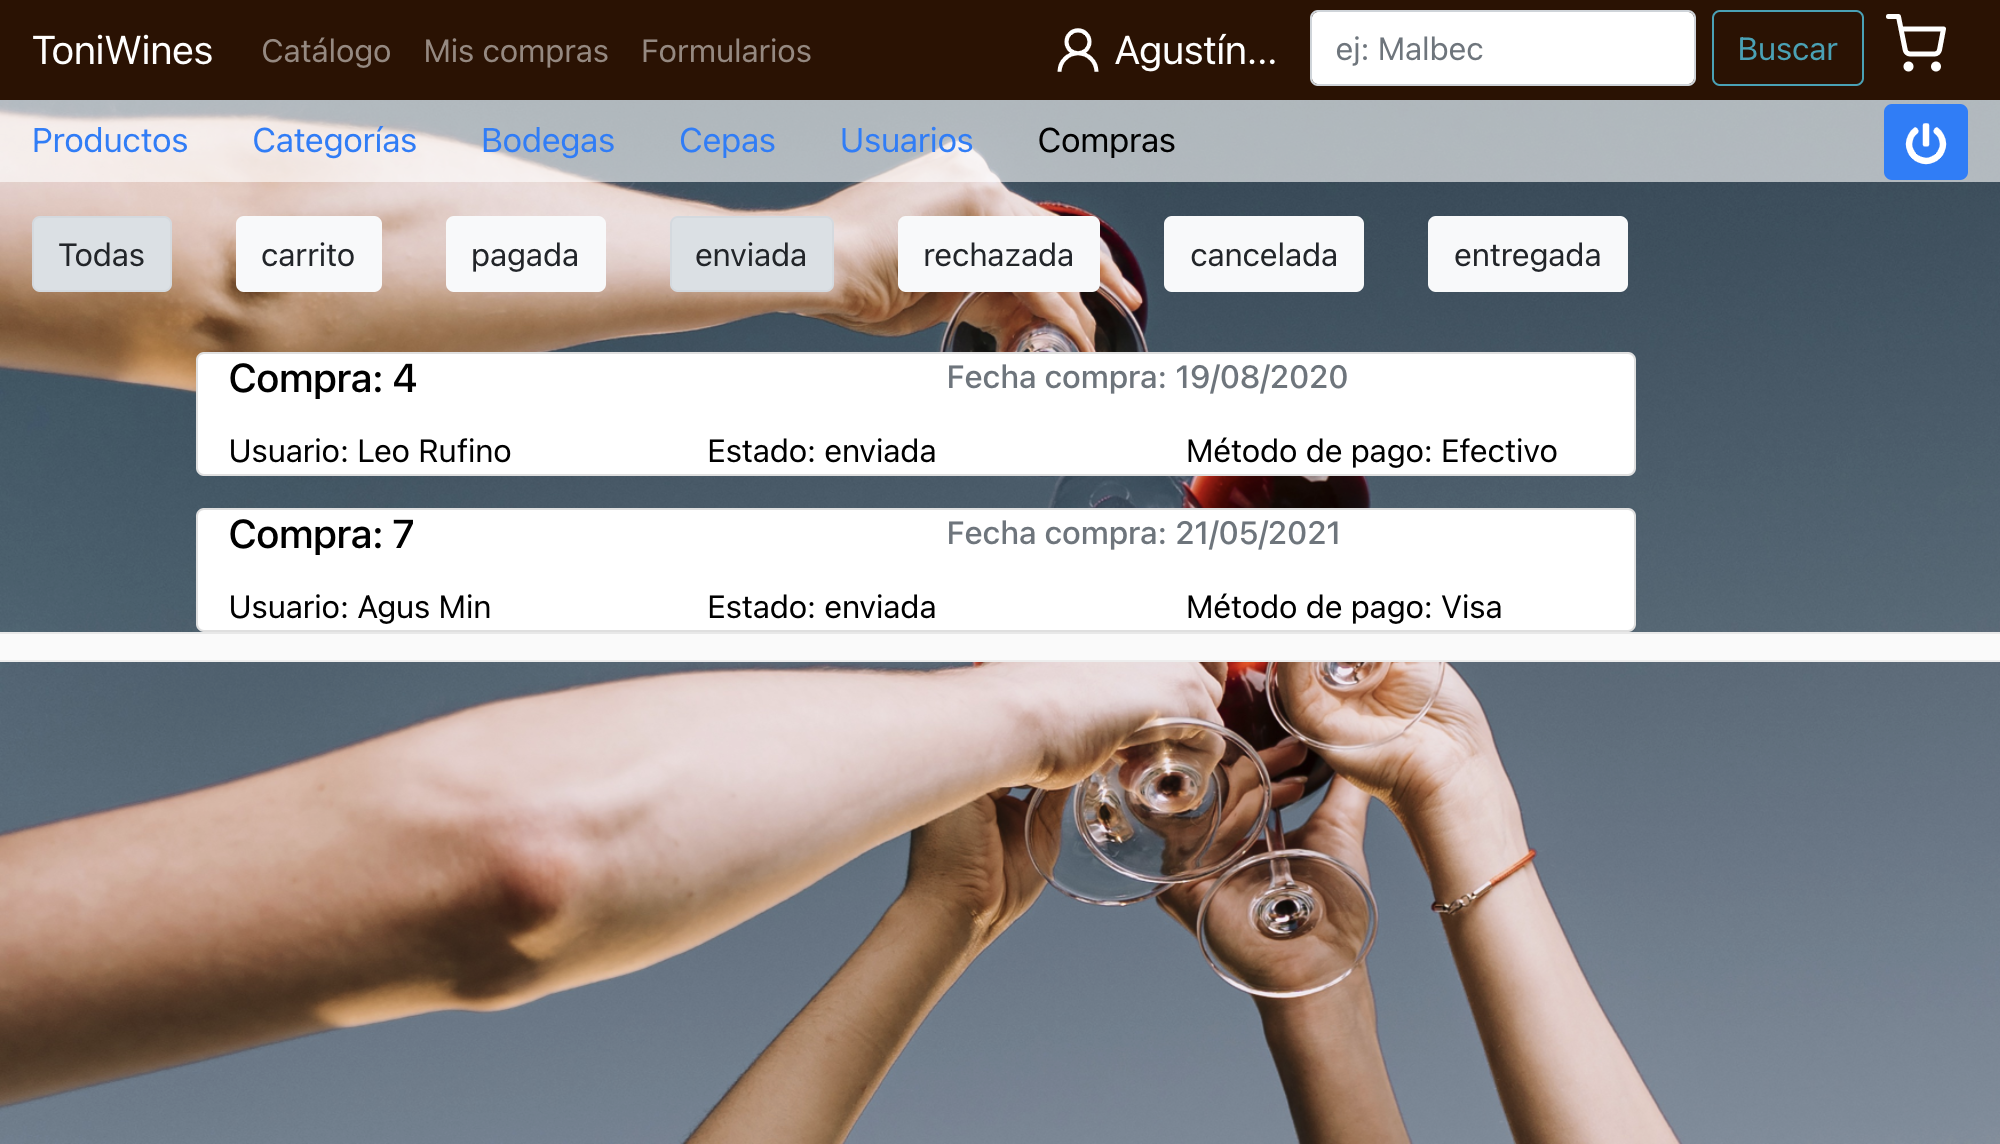 ToniWines Catálogo Mis compras Formularios Agustín... ej: Malbec Buscar
Productos Categorías Bodegas Cepas Usuarios Compras
Todas carrito pagada enviada rechazada cancelada entregada
Compra: 4 Fecha compra: 19/08/2020
Usuario: Leo Rufino Estado: enviada Método de pago: Efectivo
Compra: 7 Fecha compra: 21/05/2021
Usuario: Agus Min Estado: enviada Método de pago: Visa